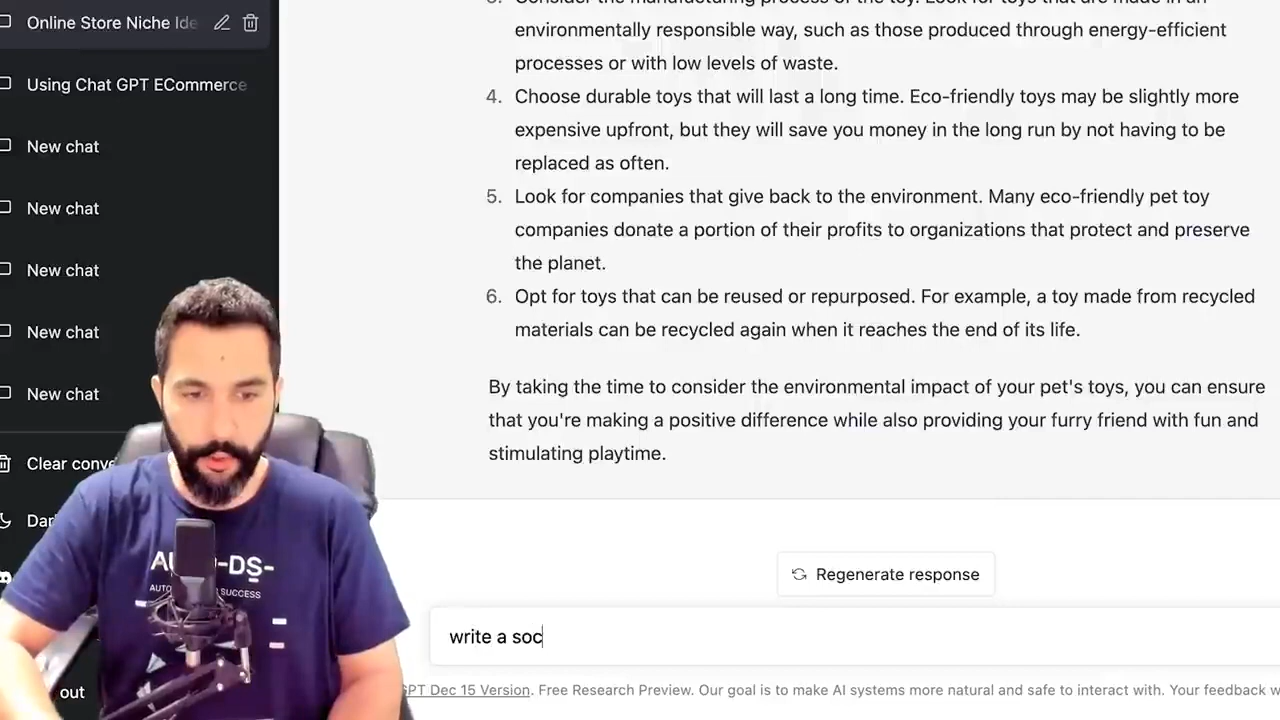 Online Store Niche Ide
Using Chat GPT ECommerce
New chat
New chat
New chat
New chat
New chat
Clear conve
Dar
out
environmentally responsible way, such as those produced through energy-efficient
processes or with low levels of waste.
4. Choose durable toys that will last a long time. Eco-friendly toys may be slightly more
expensive upfront, but they will save you money in the long run by not having to be
replaced as often.
5. Look for companies that give back to the environment. Many eco-friendly pet toy
companies donate a portion of their profits to organizations that protect and preserve
the planet.
6. Opt for toys that can be reused or repurposed. For example, a toy made from recycled
materials can be recycled again when it reaches the end of its life.
By taking the time to consider the environmental impact of your pet's toys, you can ensure
that you're making a positive difference while also providing your furry friend with fun and
stimulating playtime.
Regenerate response
write a soc
GPT Dec 15 Version. Free Research Preview. Our goal is to make AI systems more natural and safe to interact with. Your feedback w
-DS-
SUCCESS